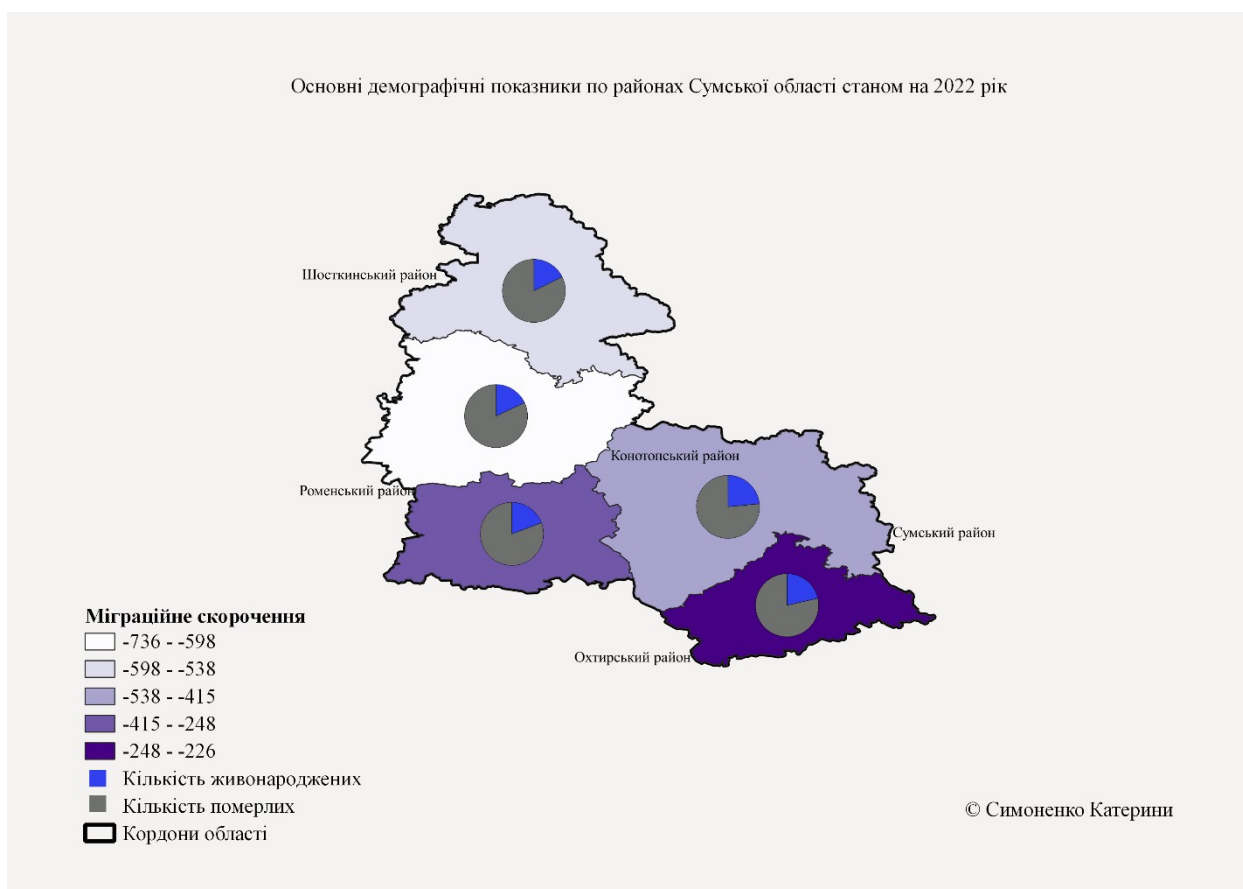 Основні демографічні показники по районах Сумської області станом на 2022 рік
Шосткинський район
Конотопський район
Роменський район
Сумський район
Охтирський район
Міграційне скорочення
-736 - -598
-598 - -538
-538 - -415
-415 - -248
-248 - -226
Кількість живонароджених
Кількість померлих
Кордони області
© Симоненко Катерини